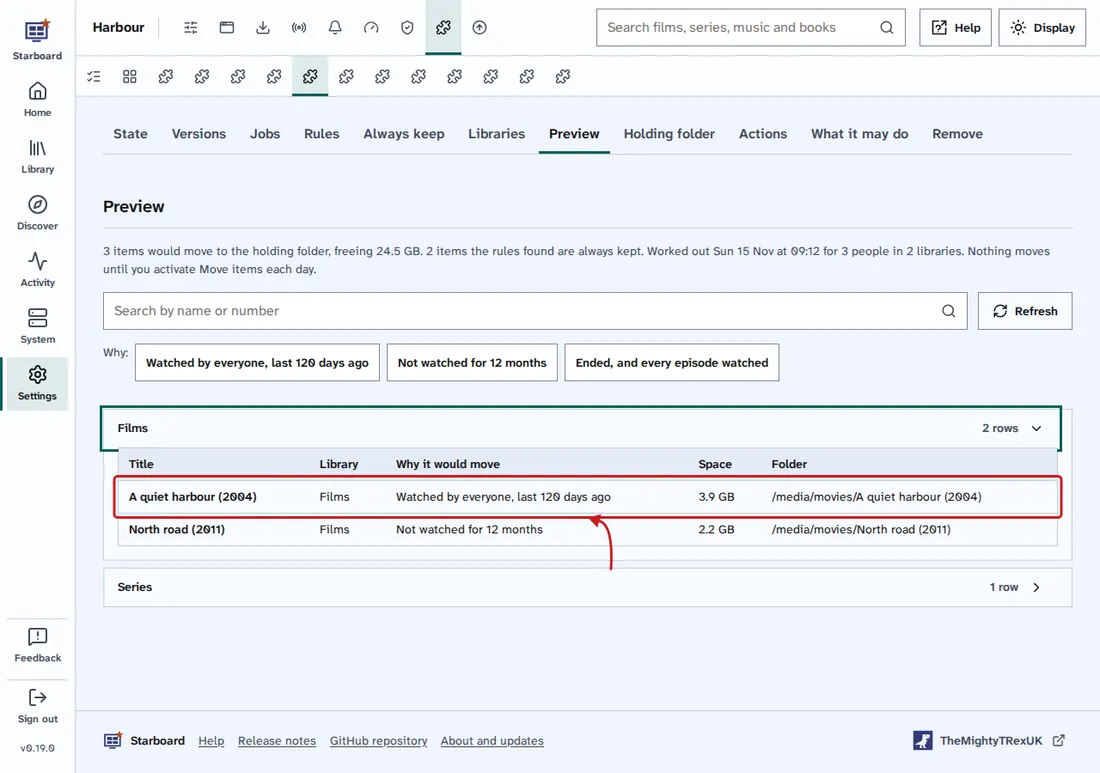 Starboard
Harbour
Search films, series, music and books
Help
Display
Home
Library
Discover
Activity
System
Settings
Feedback
Sign out
v0.19.0
State
Versions
Jobs
Rules
Always keep
Libraries
Preview
Holding folder
Actions
What it may do
Remove
Preview
3 items would move to the holding folder, freeing 24.5 GB. 2 items the rules found are always kept. Worked out Sun 15 Nov at 09:12 for 3 people in 2 libraries. Nothing moves
until you activate Move items each day.
Search by name or number
Refresh
Why:
Watched by everyone, last 120 days ago
Not watched for 12 months
Ended, and every episode watched
Films
2 rows
Title Library Why it would move Space Folder
A quiet harbour (2004) Films Watched by everyone, last 120 days ago 3.9 GB /media/movies/A quiet harbour (2004)
North road (2011) Films Not watched for 12 months 2.2 GB /media/movies/North road (2011)
Series
1 row
Starboard
Help
Release notes
GitHub repository
About and updates
TheMightyTRexUK